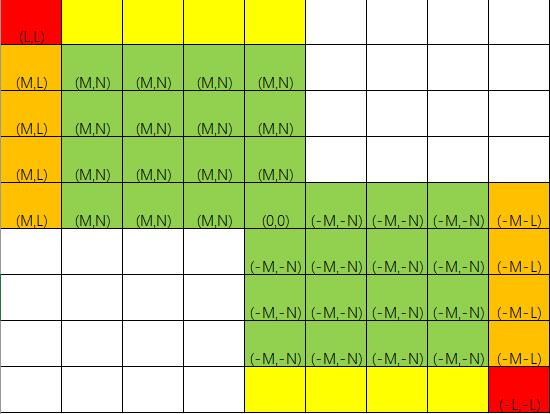 (L,L)
(M,L) (M,N) (M,N) (M,N) (M,N)
(M,L) (M,N) (M,N) (M,N) (M,N)
(M,L) (M,N) (M,N) (M,N) (M,N)
(M,L) (M,N) (M,N) (M,N) (0,0) (-M,-N) (-M,-N) (-M,-N) (-M-L)
(-M,-N) (-M,-N) (-M,-N) (-M,-N) (-M-L)
(-M,-N) (-M,-N) (-M,-N) (-M,-N) (-M-L)
(-M,-N) (-M,-N) (-M,-N) (-M,-N) (-M-L)
(-L,-L)